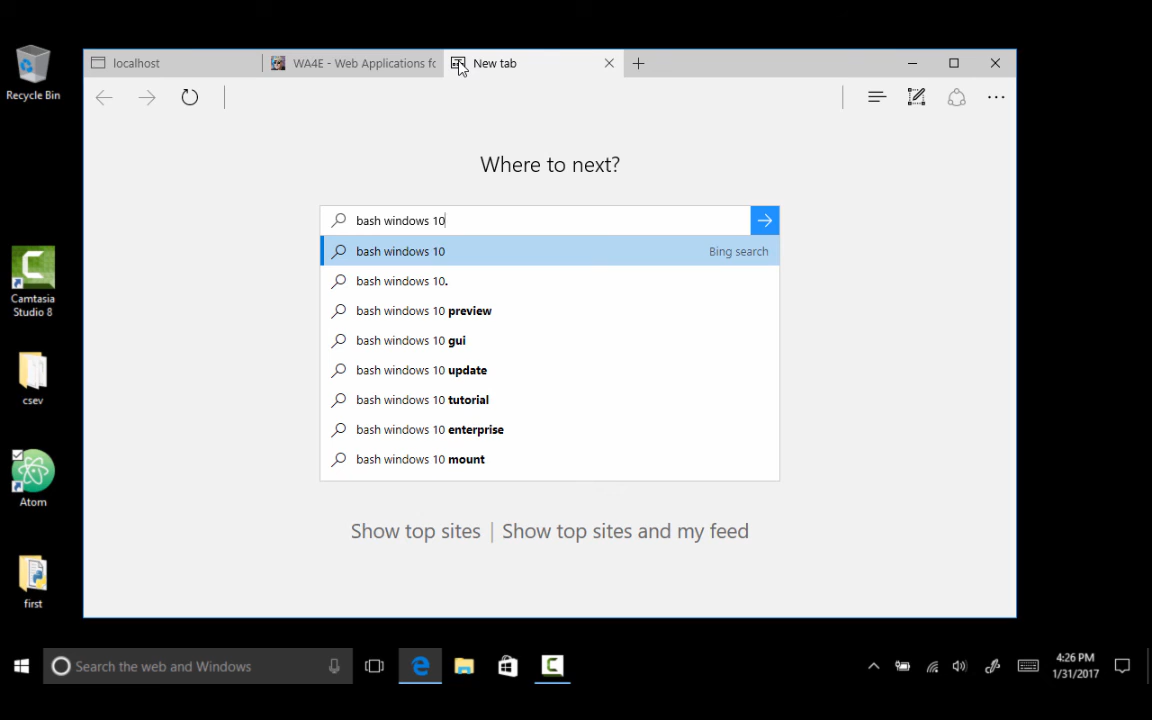 Recycle Bin
Camtasia
Studio 8
csev
Atom
first
localhost
WA4E - Web Applications fo
New tab
Where to next?
bash windows 10
bash windows 10 Bing search
bash windows 10.
bash windows 10 preview
bash windows 10 gui
bash windows 10 update
bash windows 10 tutorial
bash windows 10 enterprise
bash windows 10 mount
Show top sites | Show top sites and my feed
Search the web and Windows
4:26 PM
1/31/2017